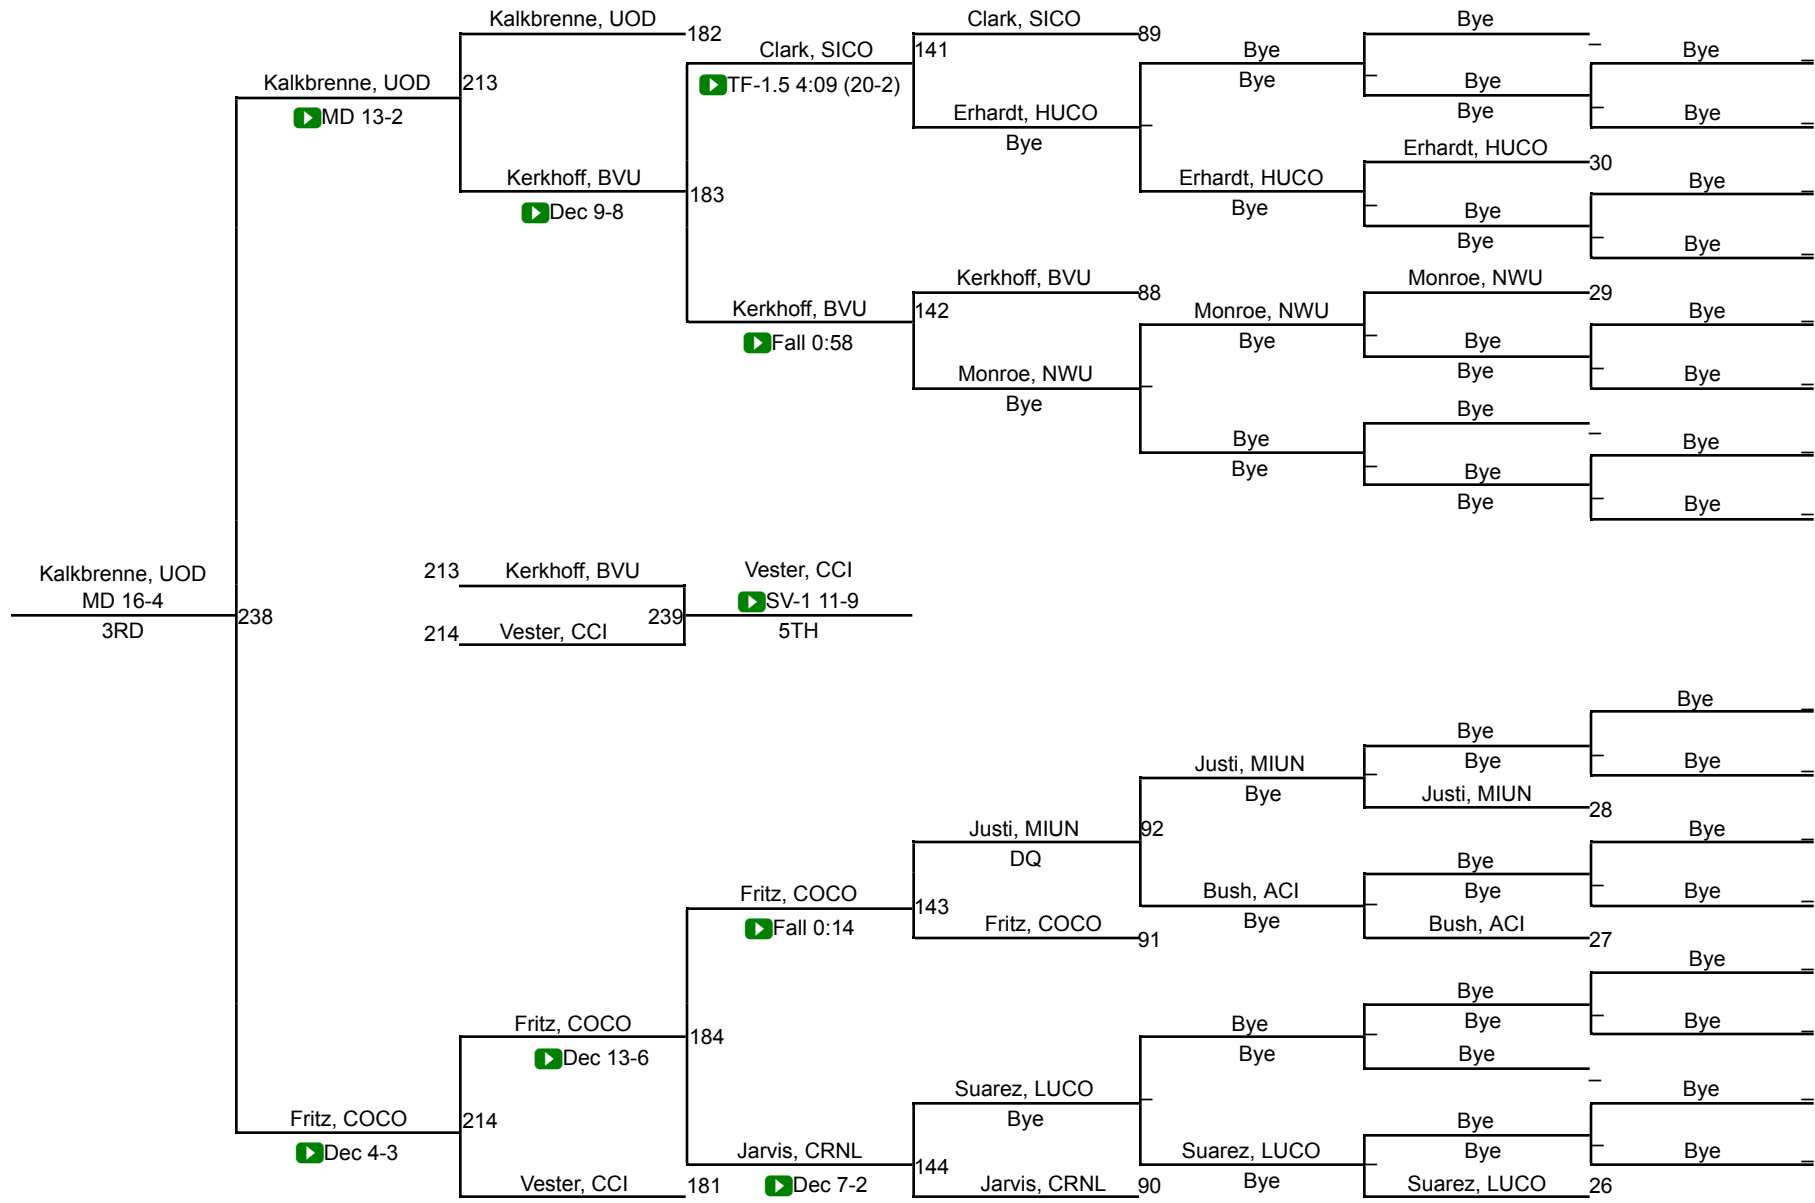 Kalkbrenne, UOD
182
Clark, SICO
89
Bye
Clark, SICO
141
Bye
Bye
Kalkbrenne, UOD
213
TF-1.5 4:09 (20-2)
Bye
Bye
MD 13-2
Erhardt, HUCO
Bye
Bye
Bye
Erhardt, HUCO
30
Kerkhoff, BVU
183
Erhardt, HUCO
Bye
Dec 9-8
Bye
Bye
Bye
Bye
Kerkhoff, BVU
88
Monroe, NWU
29
Kerkhoff, BVU
142
Monroe, NWU
Bye
Fall 0:58
Bye
Bye
Monroe, NWU
Bye
Bye
Bye
Bye
Bye
Bye
Bye
Bye
Bye
Bye
Kalkbrenne, UOD
213
Kerkhoff, BVU
Vester, CCI
MD 16-4
SV-1 11-9
238
239
3RD
214
Vester, CCI
5TH
Bye
Bye
Justi, MIUN
Bye
Bye
Bye
Justi, MIUN
28
Justi, MIUN
92
Bye
DQ
Bye
Fritz, COCO
143
Bush, ACI
Bye
Bye
Fall 0:14
Fritz, COCO
91
Bye
Bush, ACI
27
Bye
Bye
Fritz, COCO
184
Bye
Bye
Bye
Dec 13-6
Bye
Bye
Suarez, LUCO
Bye
Fritz, COCO
214
Bye
Bye
Dec 4-3
Jarvis, CRNL
144
Suarez, LUCO
Bye
Bye
Vester, CCI
181
Dec 7-2
Jarvis, CRNL
90
Bye
Suarez, LUCO
26